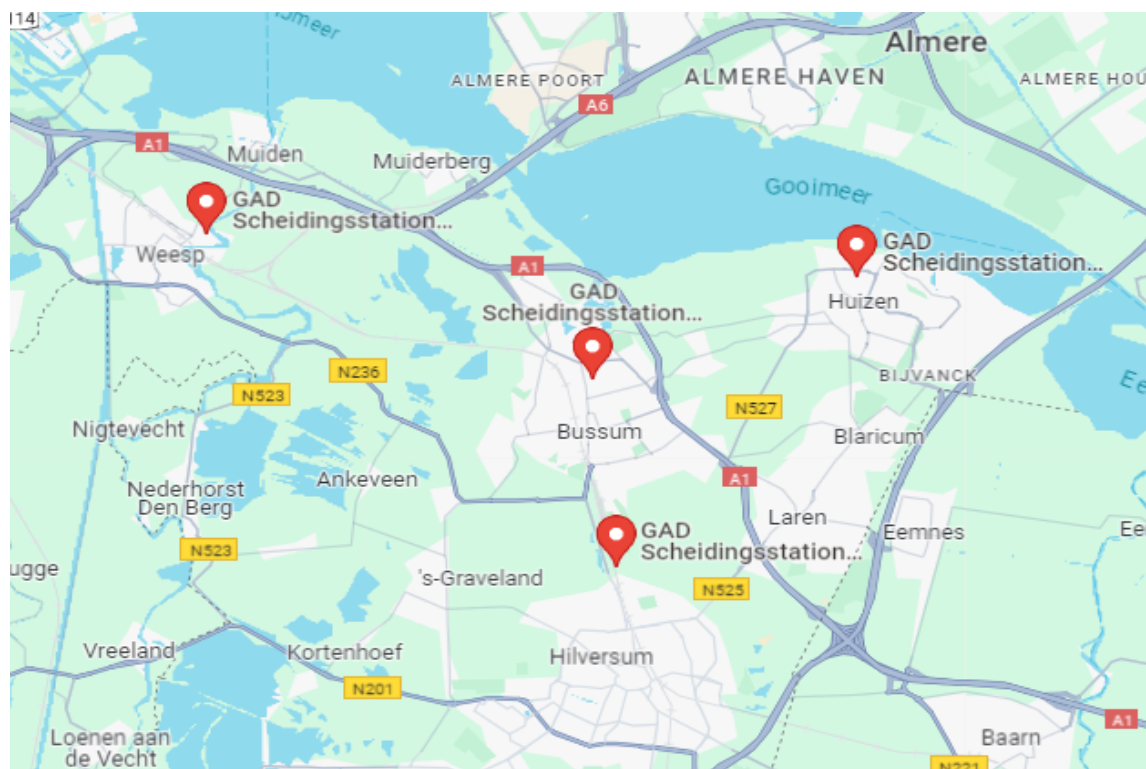 114
Almere
ALMERE POORT
ALMERE HAVEN
A6
A1
Muiden
Muiderberg
Gooimeer
GAD
Scheidingsstation...
Weesp
A1
GAD
Scheidingsstation...
GAD
Scheidingsstation...
Huizen
N236
N523
BIJVANCK
N527
Nigtevecht
Bussum
Blaricum
Ankeveen
Nederhorst
Den Berg
A1
Laren
Eemnes
GAD
Scheidingsstation...
N523
's-Graveland
N525
Vreeland
Kortenhoef
Hilversum
N201
A1
Loenen aan
de Vecht
Baarn
N221